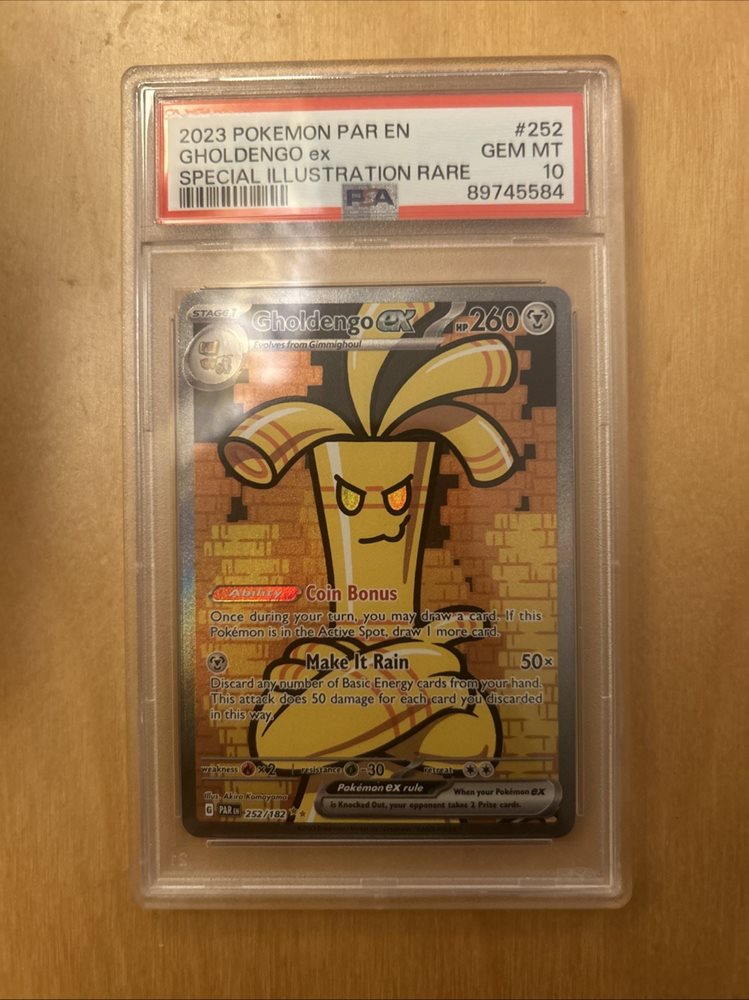 2023 POKEMON PAR EN #252
GHOLDENGO ex GEM MT
SPECIAL ILLUSTRATION RARE 10
PSA 89745584
STAGE 1 Gholdengo ex HP 260
Evolves from Gimmighoul
Ability Coin Bonus
Once during your turn, you may draw a card. If this
Pokémon is in the Active Spot, draw 1 more card.
Make It Rain 50×
Discard any number of Basic Energy cards from your hand.
This attack does 50 damage for each card you discarded
in this way.
weakness ×2 resistance -30 retreat
Pokémon ex rule When your Pokémon ex
is Knocked Out, your opponent takes 2 Prize cards.
Illus. Akira Komayama
G PAR EN 252/182